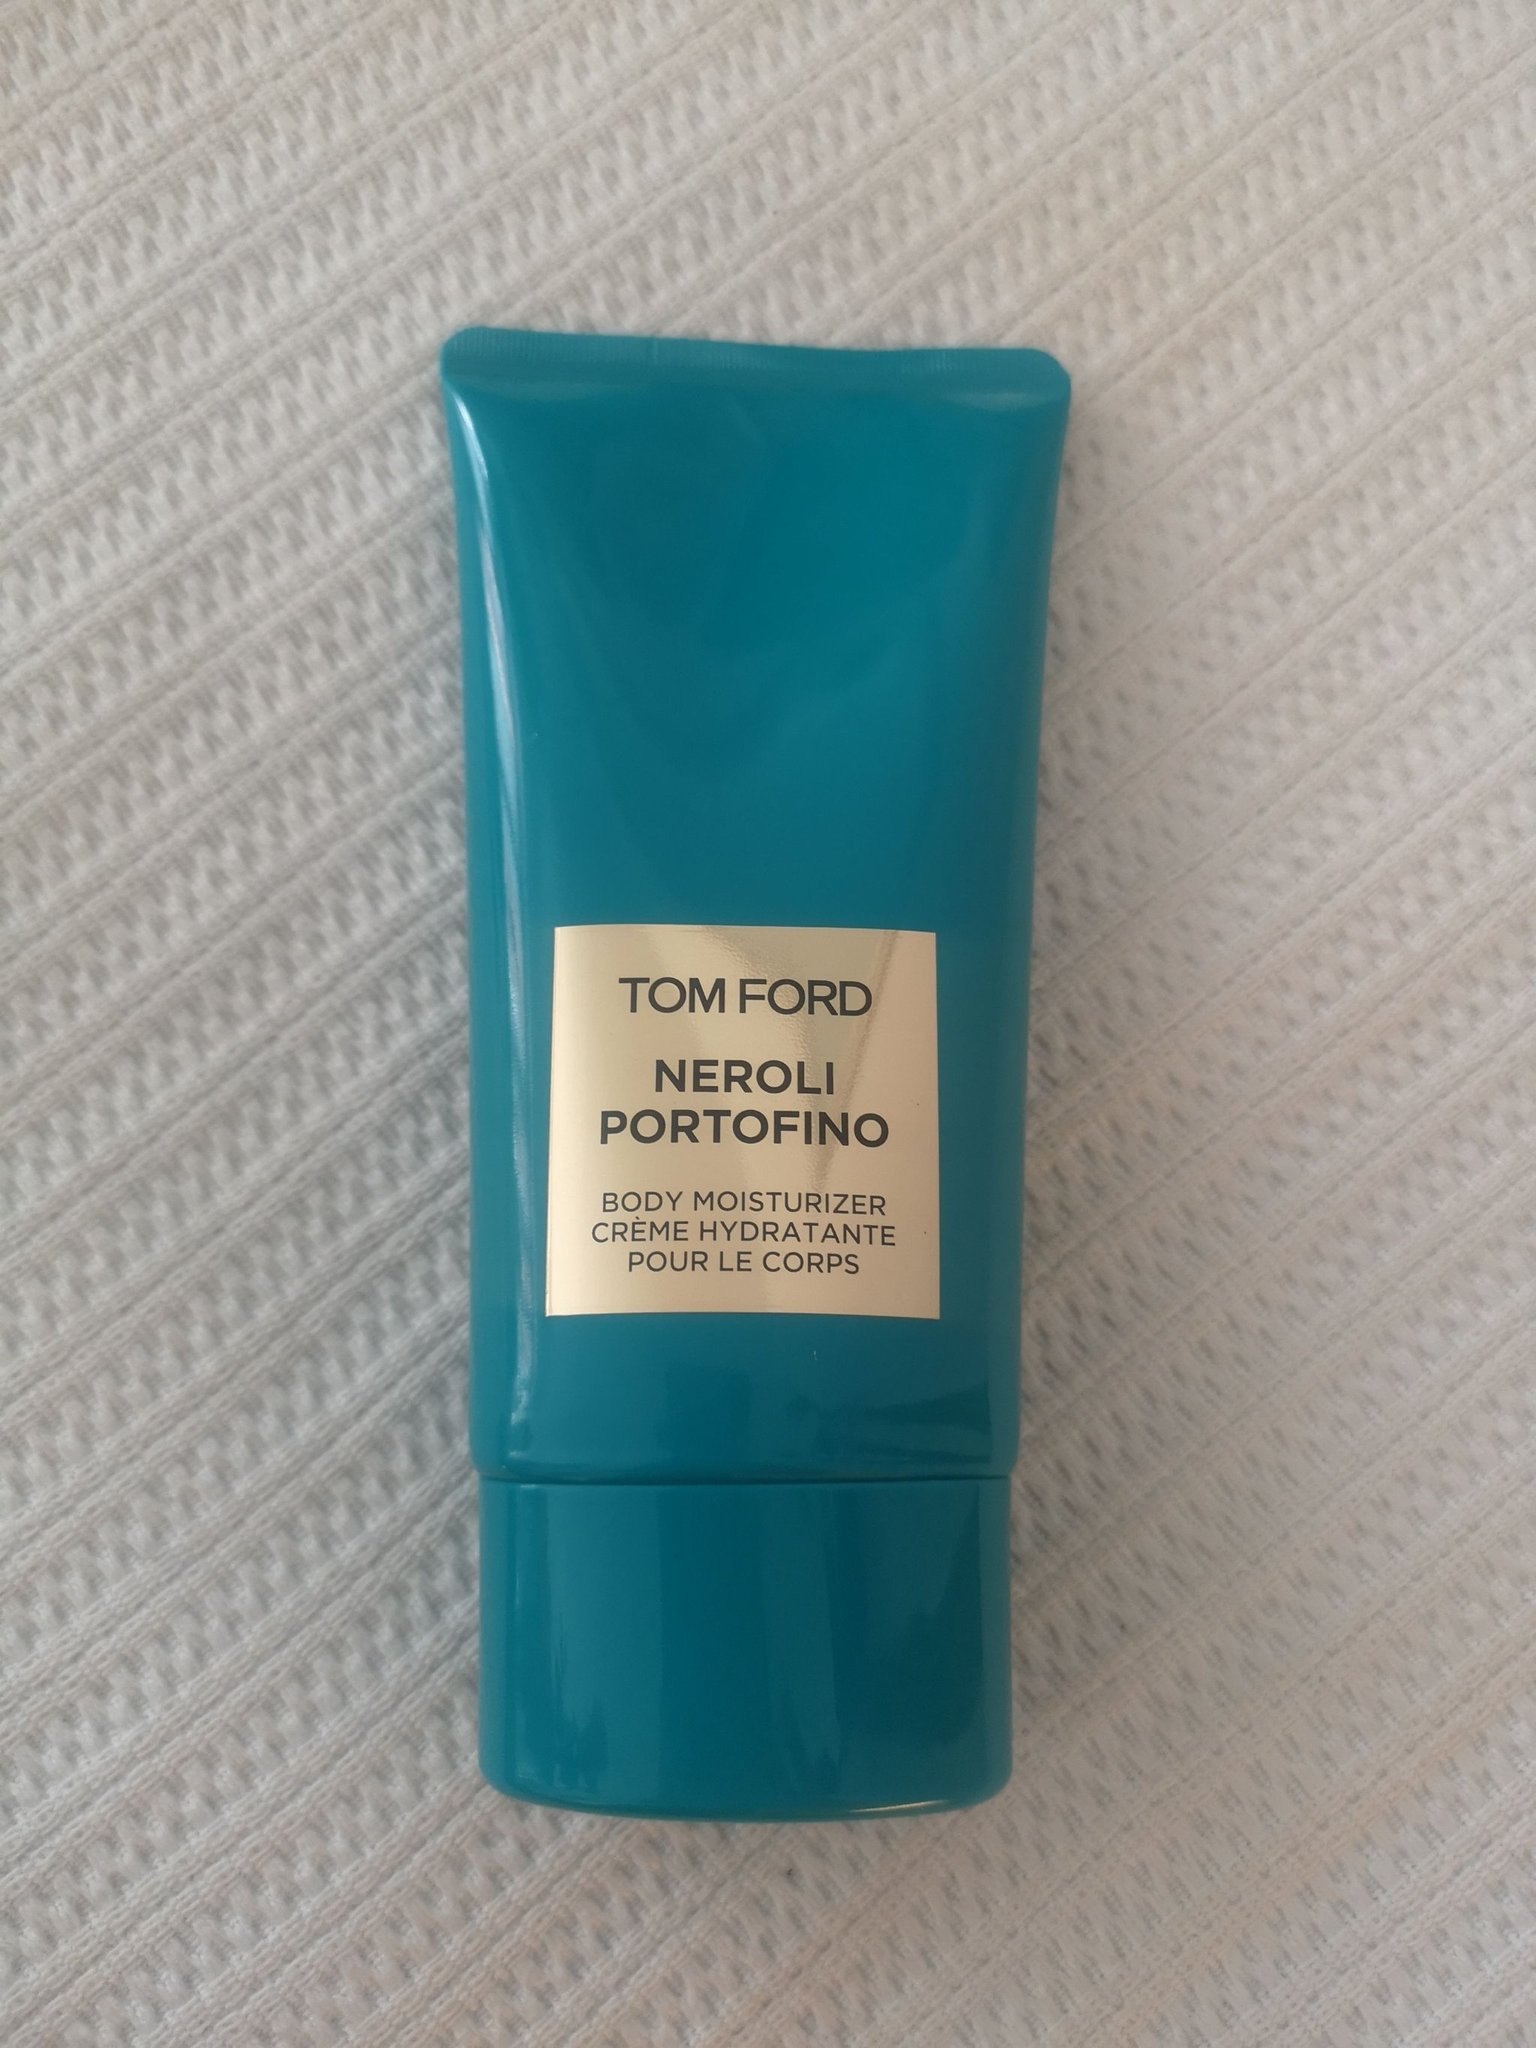 TOM FORD
NEROLI
PORTOFINO
BODY MOISTURIZER
CRÈME HYDRATANTE
POUR LE CORPS